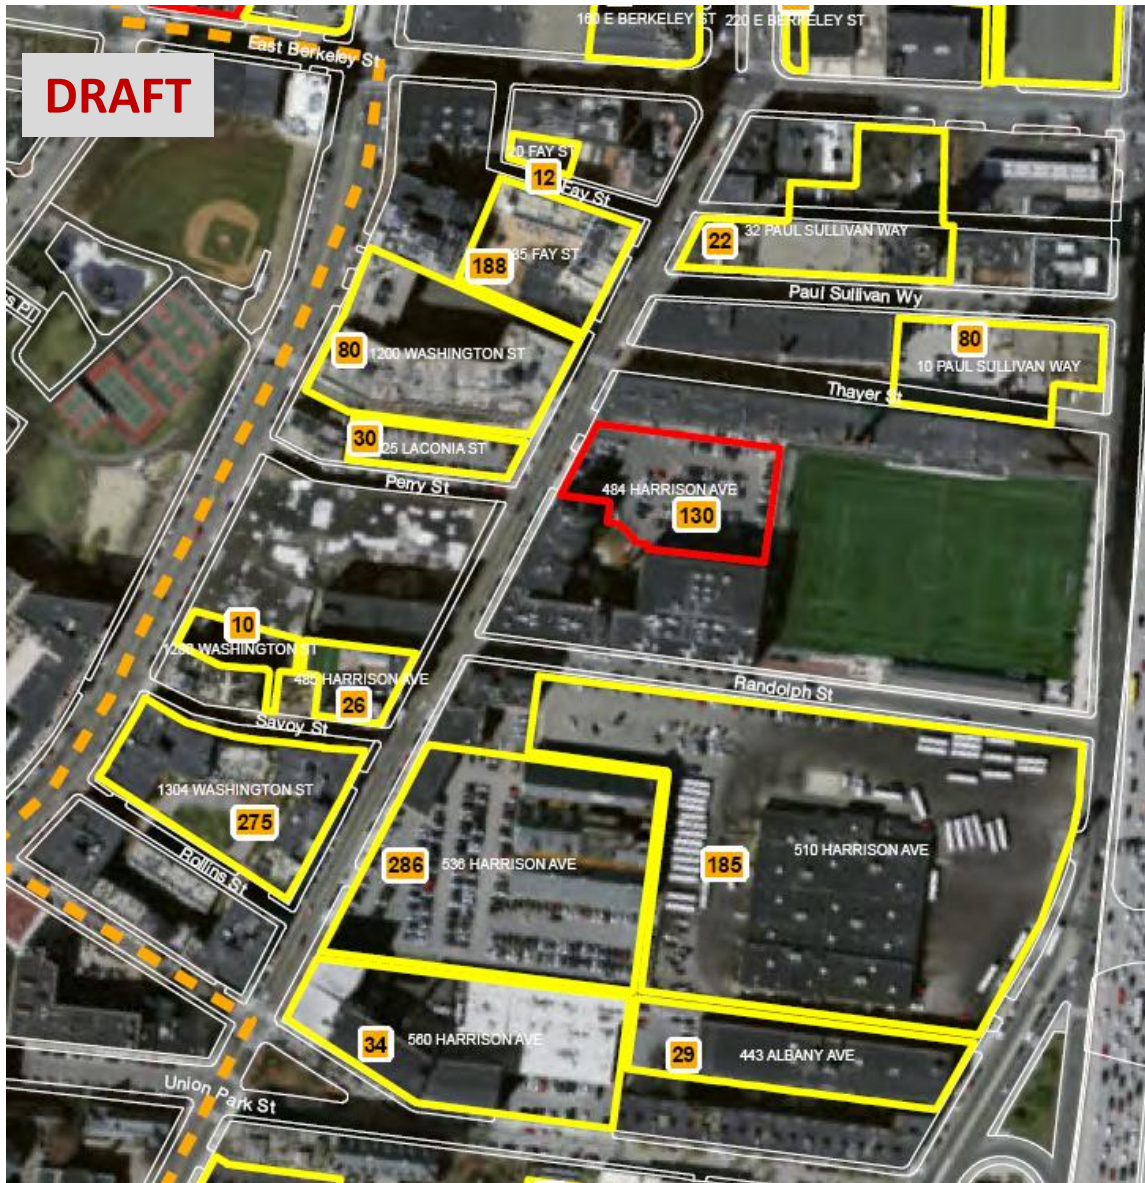 160 E BERKELEY ST
220 E BERKELEY ST
East Berkeley St
DRAFT
20 FAY ST
12
Fay St
22
32 PAUL SULLIVAN WAY
188
35 FAY ST
Paul Sullivan Wy
80
1200 WASHINGTON ST
80
10 PAUL SULLIVAN WAY
Thayer St
30
25 LACONIA ST
Perry St
484 HARRISON AVE
130
10
WASHINGTON ST
485 HARRISON AVE
26
Randolph St
Savoy St
1304 WASHINGTON ST
275
Rollins St
286
536 HARRISON AVE
185
510 HARRISON AVE
34
560 HARRISON AVE
29
443 ALBANY AVE
Union Park St